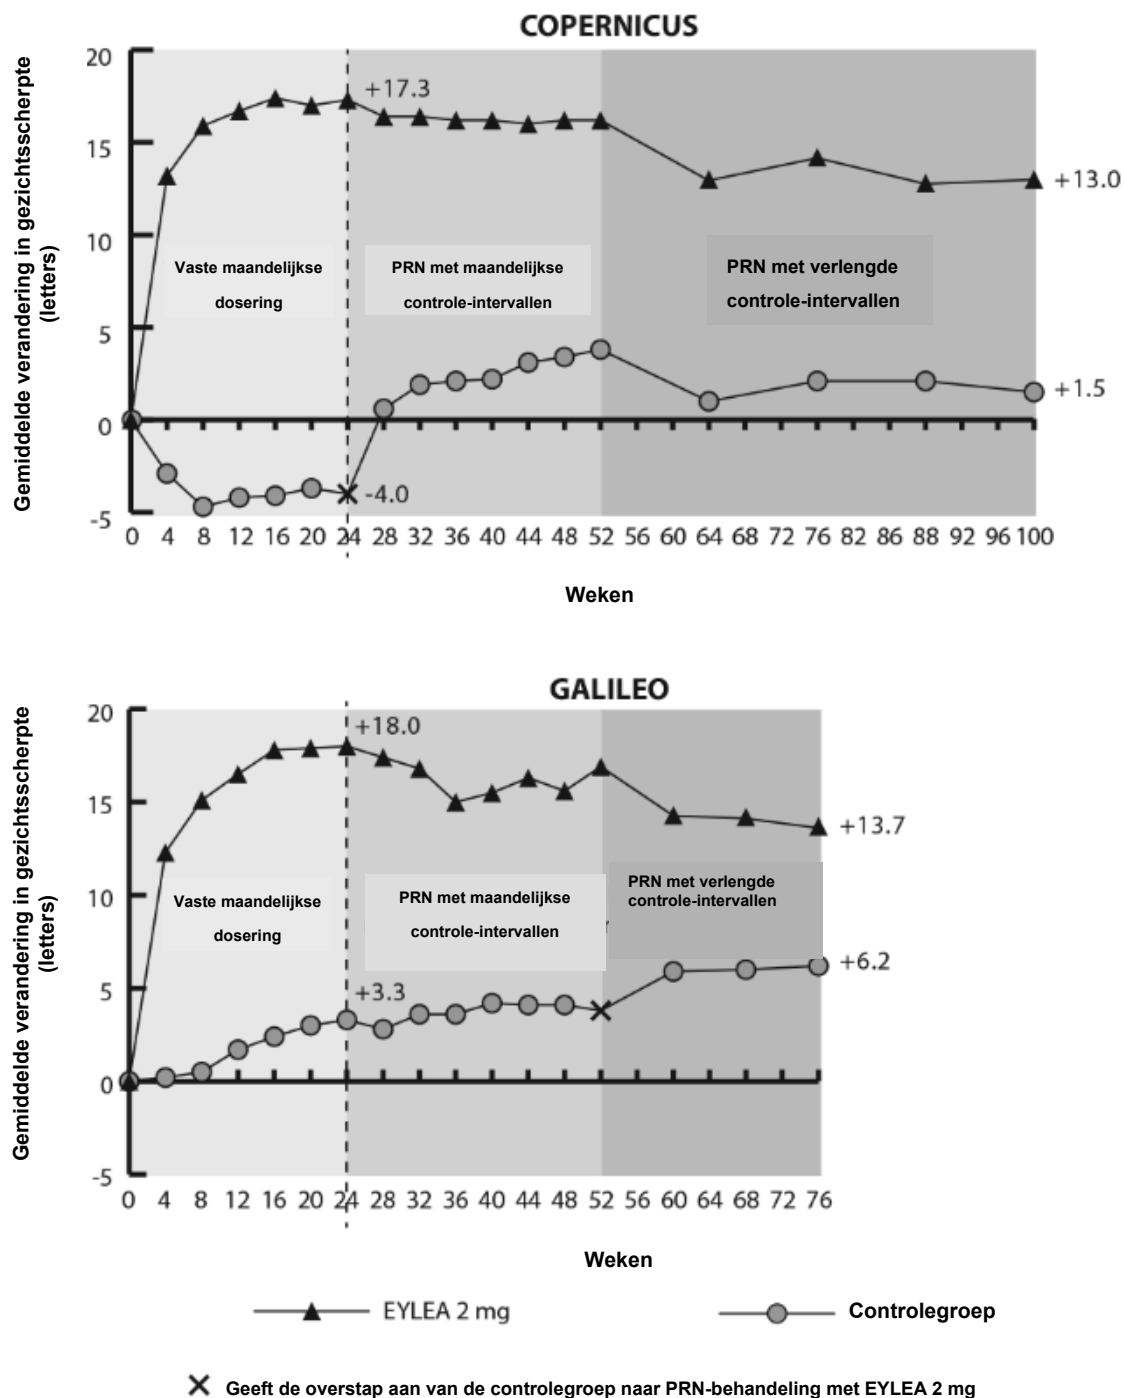 COPERNICUS
Gemiddelde verandering in gezichtsscherpte
(letters)
20
15
10
5
0
-5
+17.3
+13.0
Vaste maandelijkse
dosering
PRN met maandelijkse
controle-intervallen
PRN met verlengde
controle-intervallen
+1.5
-4.0
0 4 8 12 16 20 24 28 32 36 40 44 48 52 56 60 64 68 72 76 82 86 88 92 96 100
Weken
GALILEO
Gemiddelde verandering in gezichtsscherpte
(letters)
20
15
10
5
0
-5
+18.0
+13.7
Vaste maandelijkse
dosering
PRN met maandelijkse
controle-intervallen
PRN met verlengde
controle-intervallen
+3.3
+6.2
0 4 8 12 16 20 24 28 32 36 40 44 48 52 56 60 64 68 72 76
Weken
EYLEA 2 mg
Controlegroep
Geeft de overstap aan van de controlegroep naar PRN-behandeling met EYLEA 2 mg